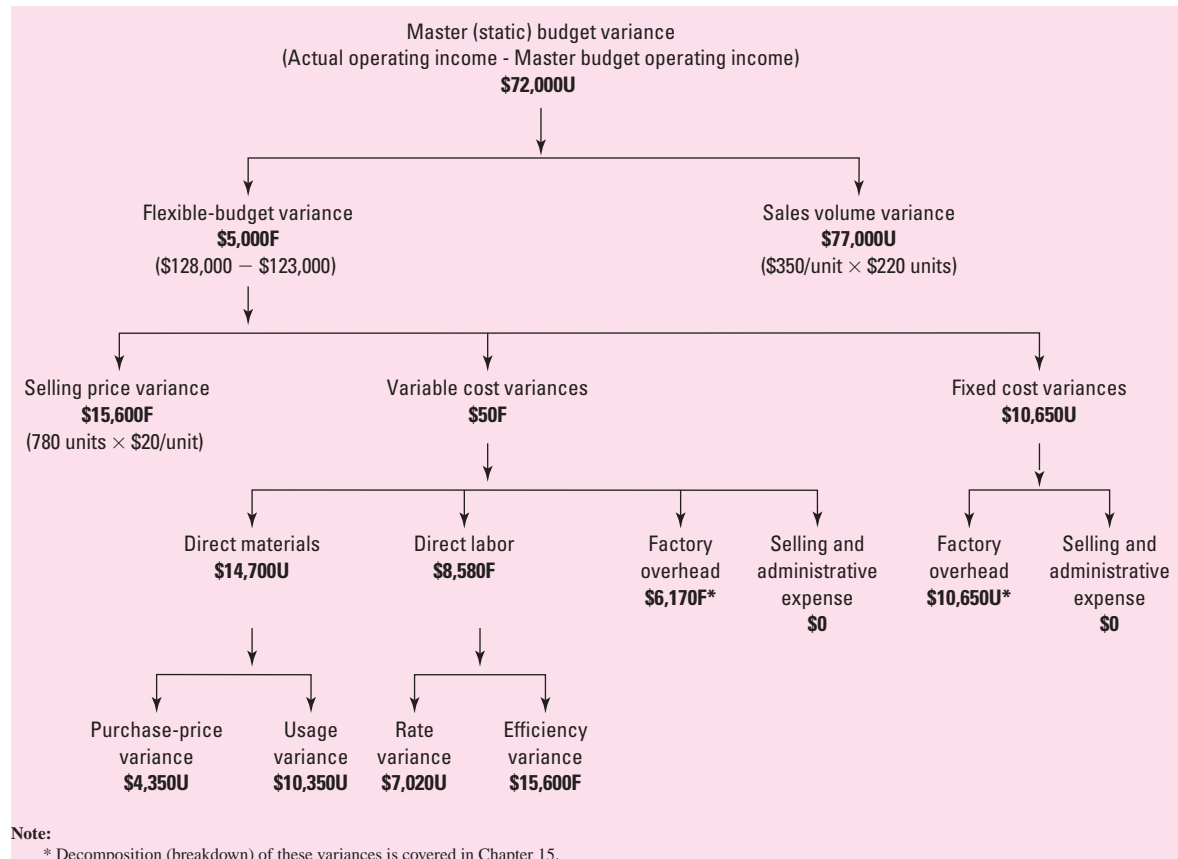 Master (static) budget variance
(Actual operating income - Master budget operating income)
$72,000U
Flexible-budget variance
$5,000F
($128,000 − $123,000)
Sales volume variance
$77,000U
($350/unit × $220 units)
Selling price variance
$15,600F
(780 units × $20/unit)
Variable cost variances
$50F
Fixed cost variances
$10,650U
Direct materials
$14,700U
Direct labor
$8,580F
Factory
overhead
$6,170F*
Selling and
administrative
expense
$0
Factory
overhead
$10,650U*
Selling and
administrative
expense
$0
Purchase-price
variance
$4,350U
Usage
variance
$10,350U
Rate
variance
$7,020U
Efficiency
variance
$15,600F
Note:
* Decomposition (breakdown) of these variances is covered in Chapter 15.